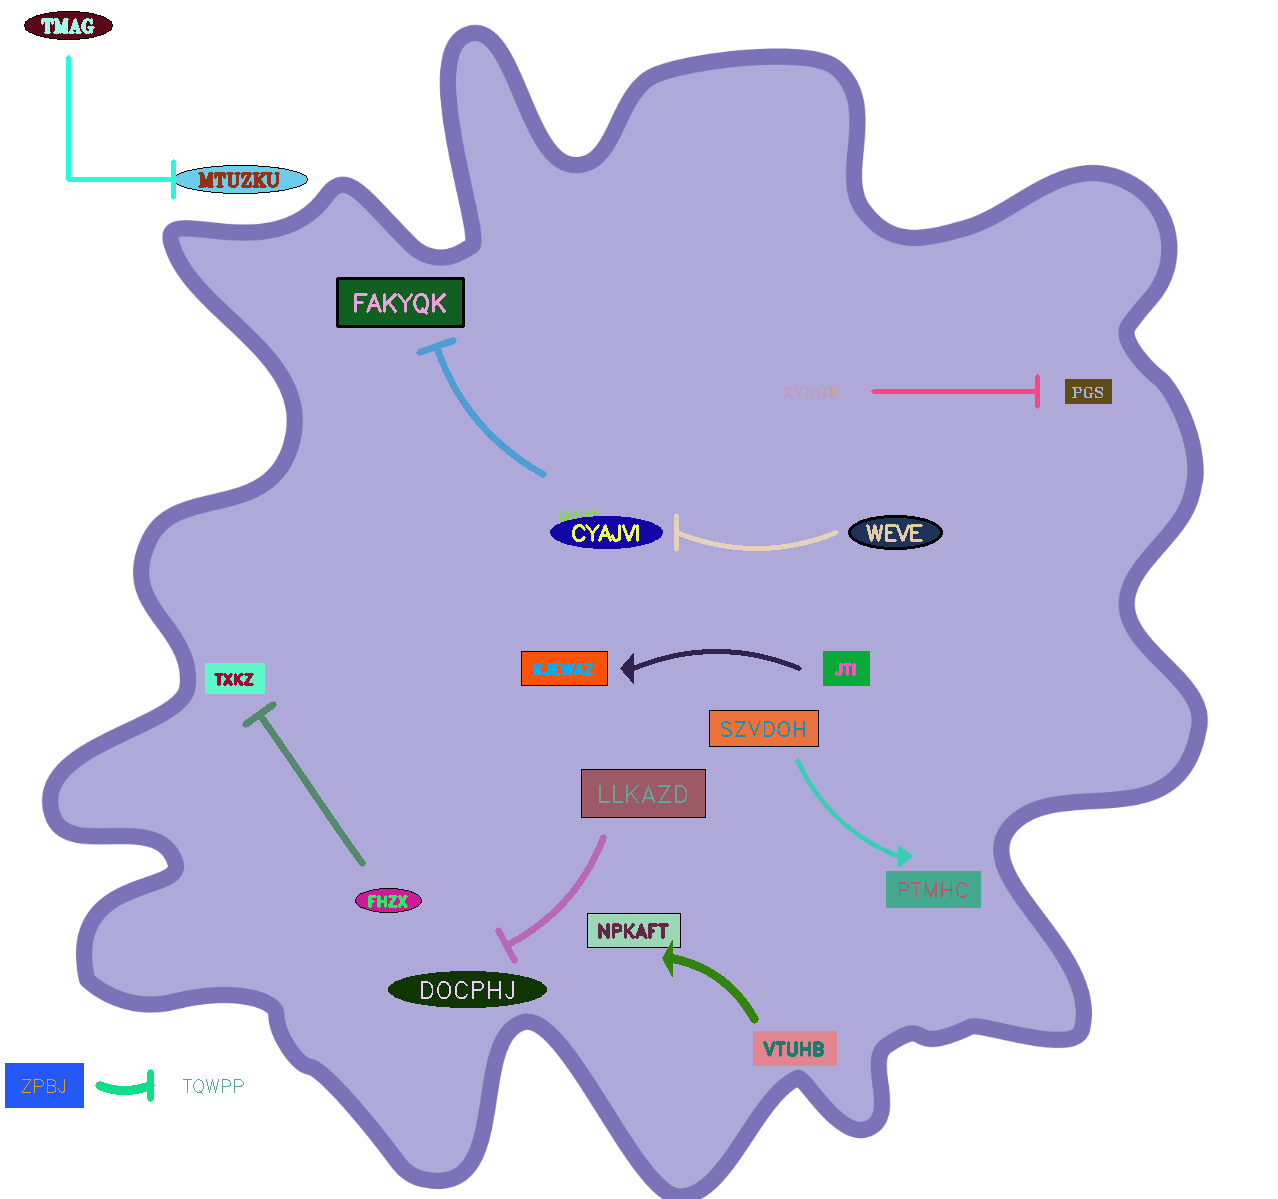 TMAG
MTUZKU
FAKYQK
XYNGR
PGS
CYAJVI
WEVE
KJEWAZ
JTI
TXKZ
SZVDOH
LLKAZD
PTMHC
FHZX
NPKAFT
DOCPHJ
VTUHB
ZPBJ
TQWPP